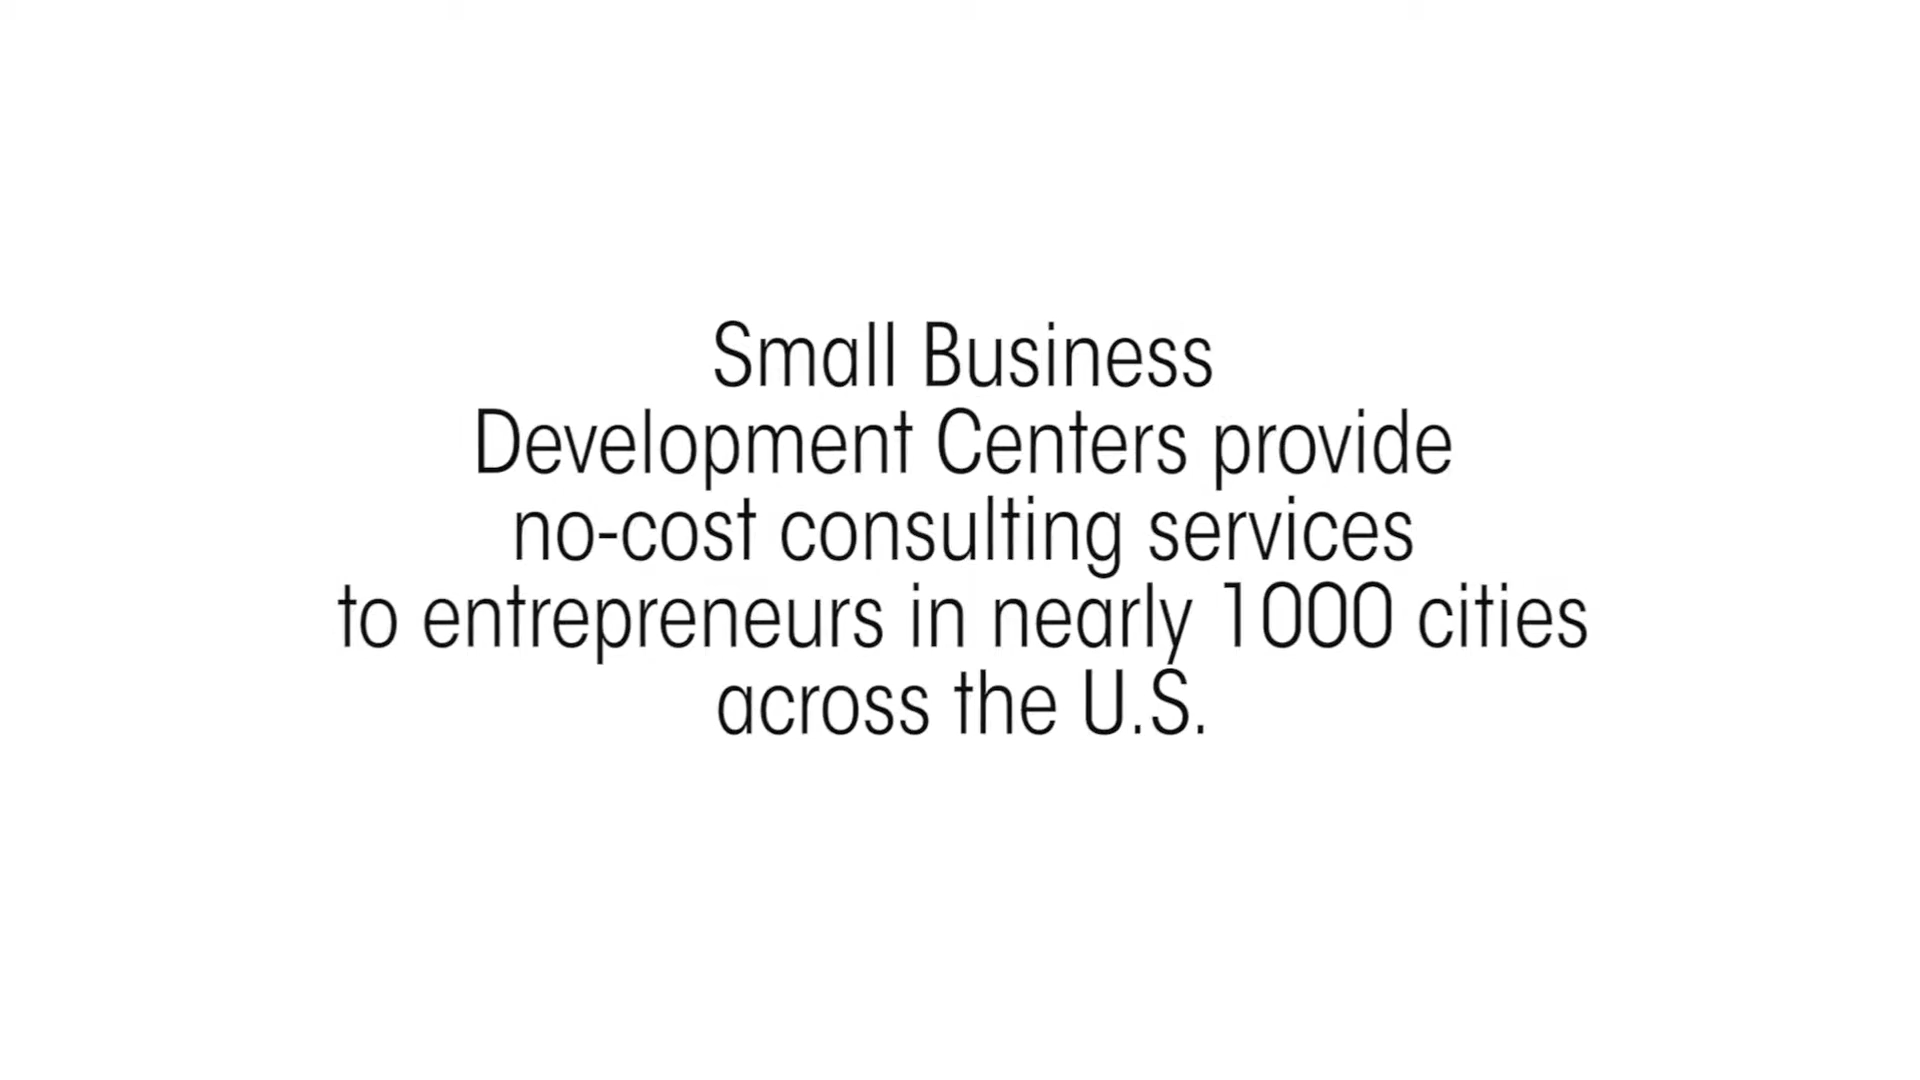 Small Business
Development Centers provide
no-cost consulting services
to entrepreneurs in nearly 1000 cities
across the U.S.